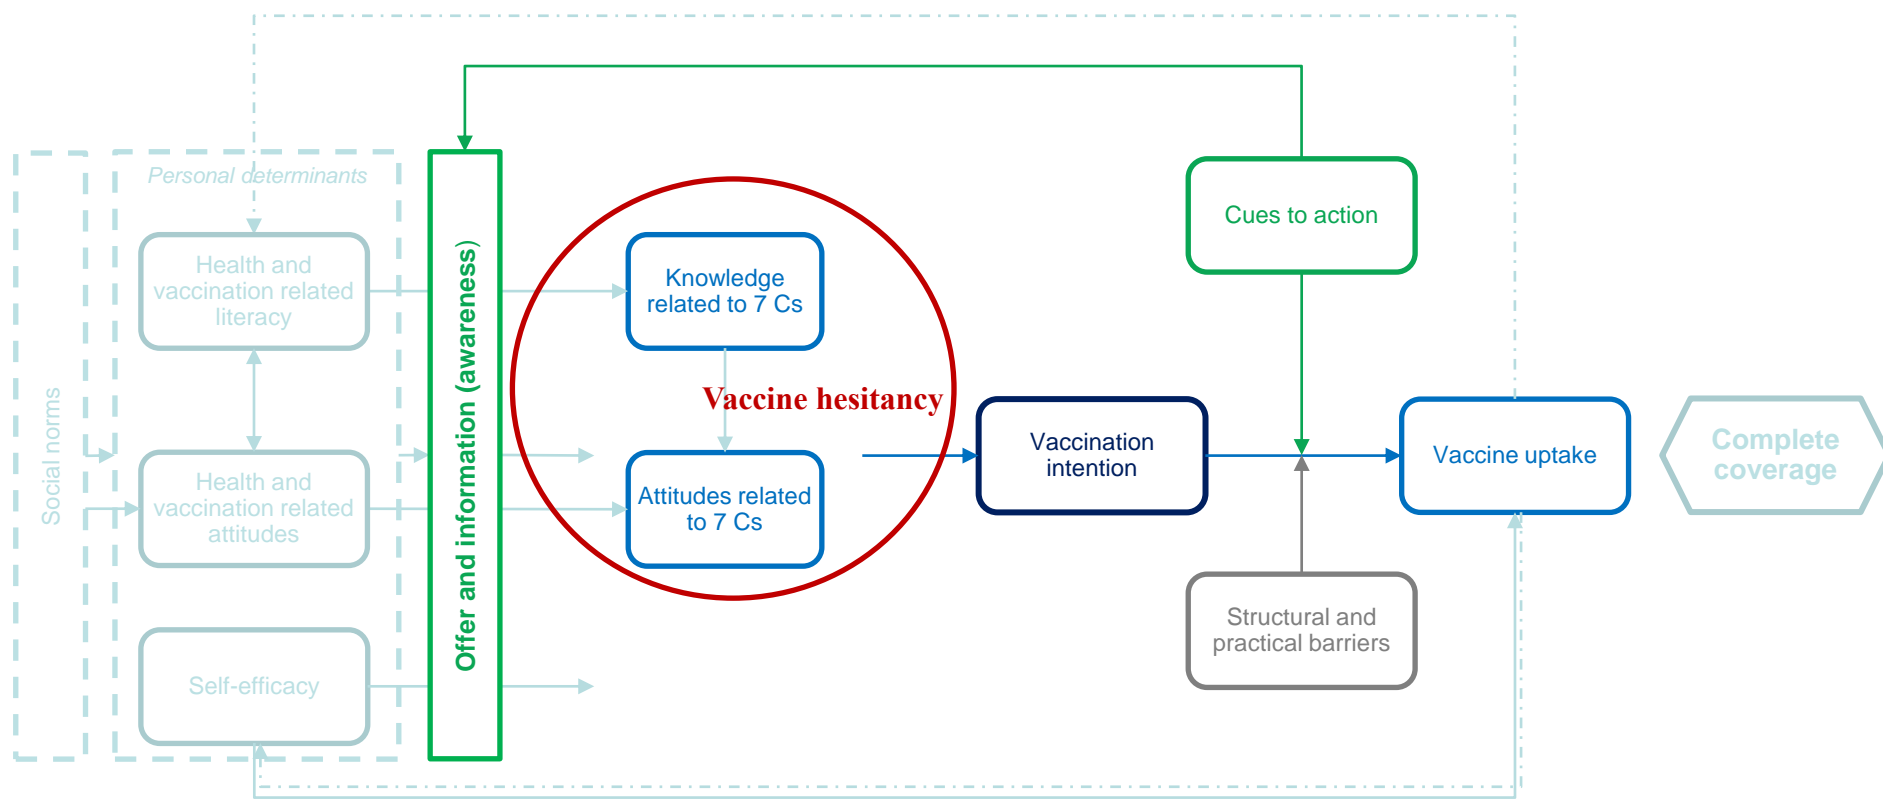 Personal determinants
Social norms
Health and
vaccination related
literacy
Health and
vaccination related
attitudes
Self-efficacy
Offer and information (awareness)
Knowledge
related to 7 Cs
Vaccine hesitancy
Attitudes related
to 7 Cs
Vaccination
intention
Cues to action
Structural and
practical barriers
Vaccine uptake
Complete
coverage